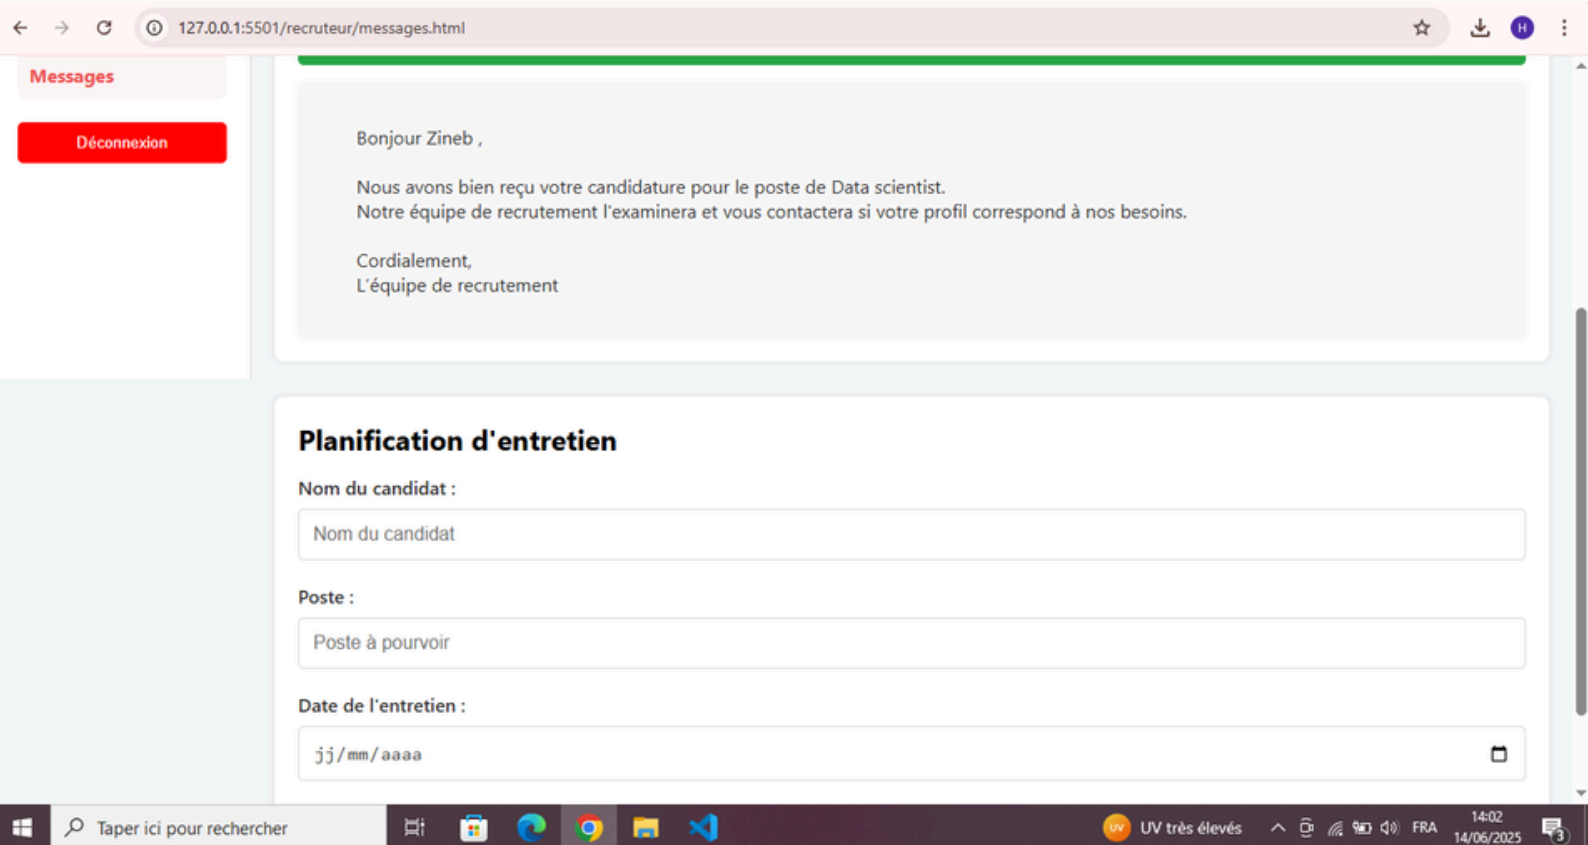 127.0.0.1:5501/recruteur/messages.html
H
Messages
Déconnexion
Bonjour Zineb ,
Nous avons bien reçu votre candidature pour le poste de Data scientist.
Notre équipe de recrutement l'examinera et vous contactera si votre profil correspond à nos besoins.
Cordialement,
L'équipe de recrutement
Planification d'entretien
Nom du candidat :
Nom du candidat
Poste :
Poste à pourvoir
Date de l'entretien :
jj/mm/aaaa
Taper ici pour rechercher
UV
UV très élevés
FRA
14:02
14/06/2025
3